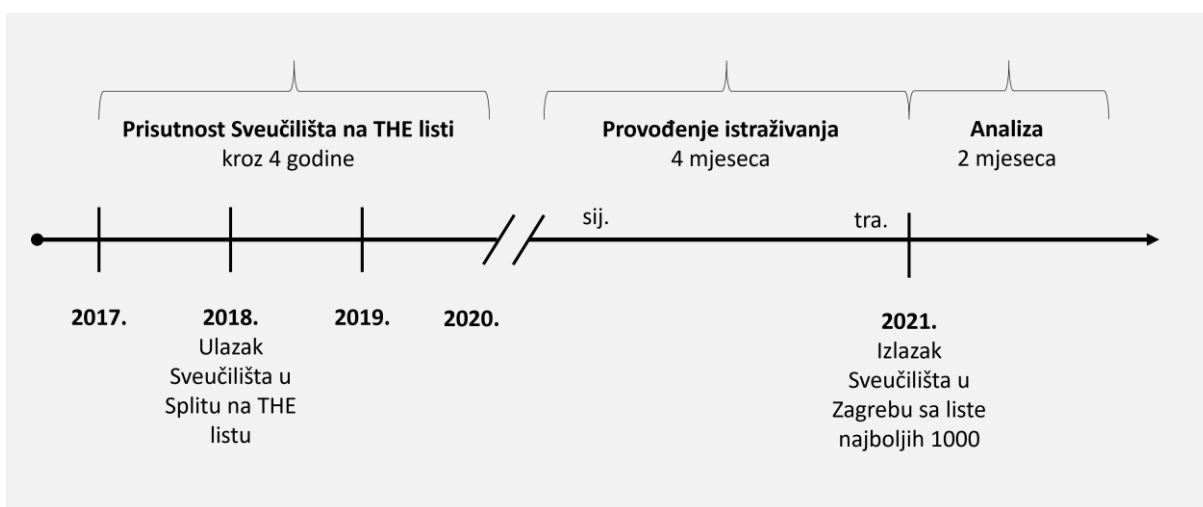 Prisutnost Sveučilišta na THE listi
kroz 4 godine
Provođenje istraživanja
4 mjeseca
Analiza
2 mjeseca
sij.
tra.
2017.
2018.
Ulazak
Sveučilišta u
Splitu na THE
listu
2019.
2020.
2021.
Izlazak
Sveučilišta u
Zagrebu sa liste
najboljih 1000